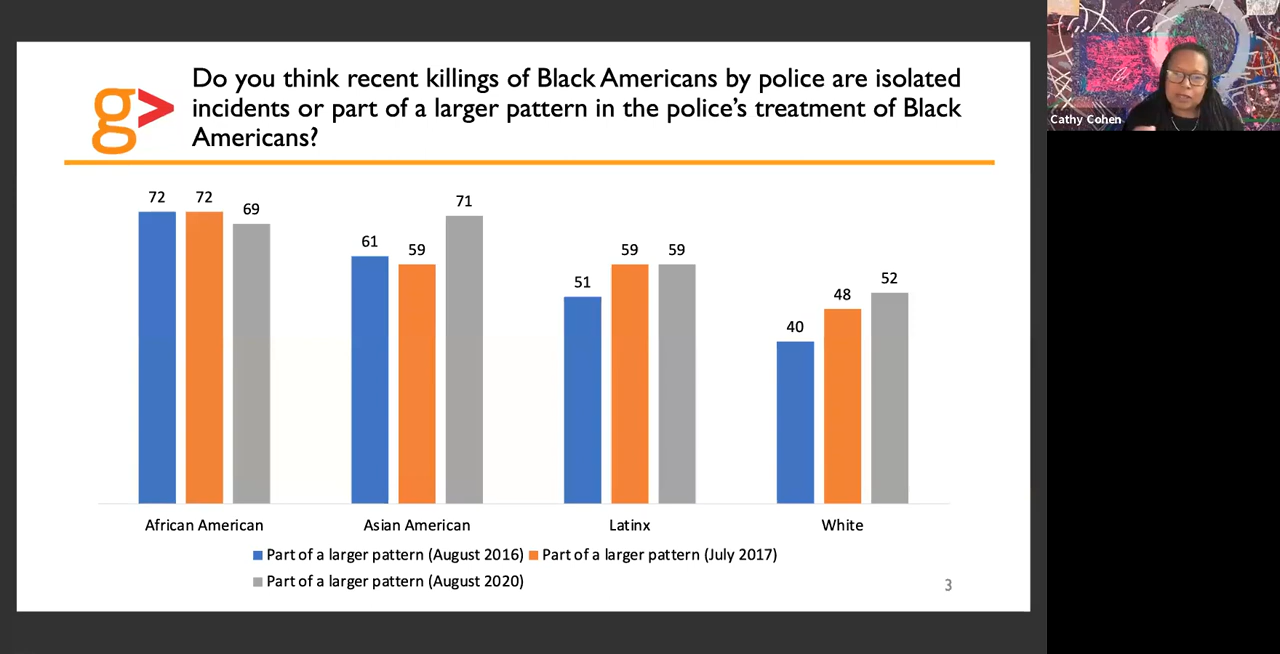 g>
Do you think recent killings of Black Americans by police are isolated
incidents or part of a larger pattern in the police's treatment of Black
Americans?
Cathy Cohen
72 72 69
61 59 71
51 59 59
40 48 52
African American Asian American Latinx White
Part of a larger pattern (August 2016) Part of a larger pattern (July 2017)
Part of a larger pattern (August 2020)
3